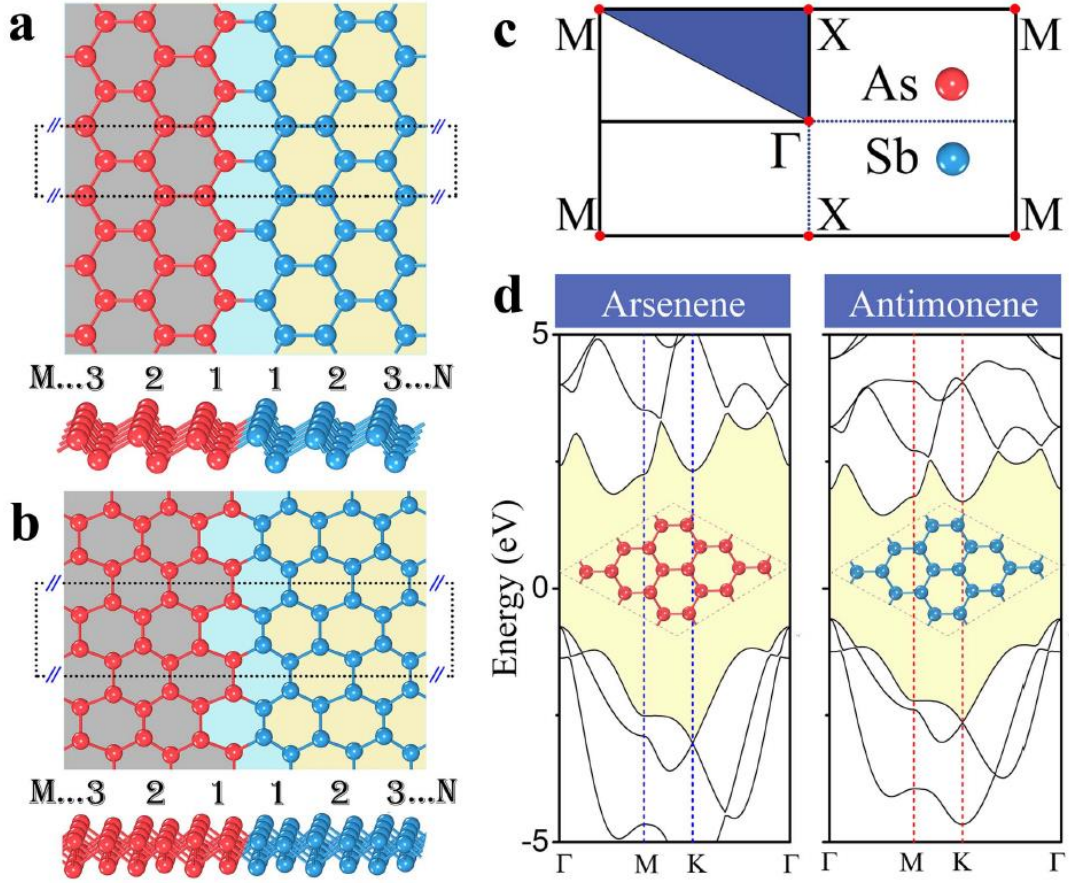 a
M...3 2 1 1 2 3...N
b
M...3 2 1 1 2 3...N
c
M X M
As
Γ
Sb
M X M
d
Arsenene Antimonene
5
0
-5
Energy (eV)
Γ M K Γ Γ M K Γ